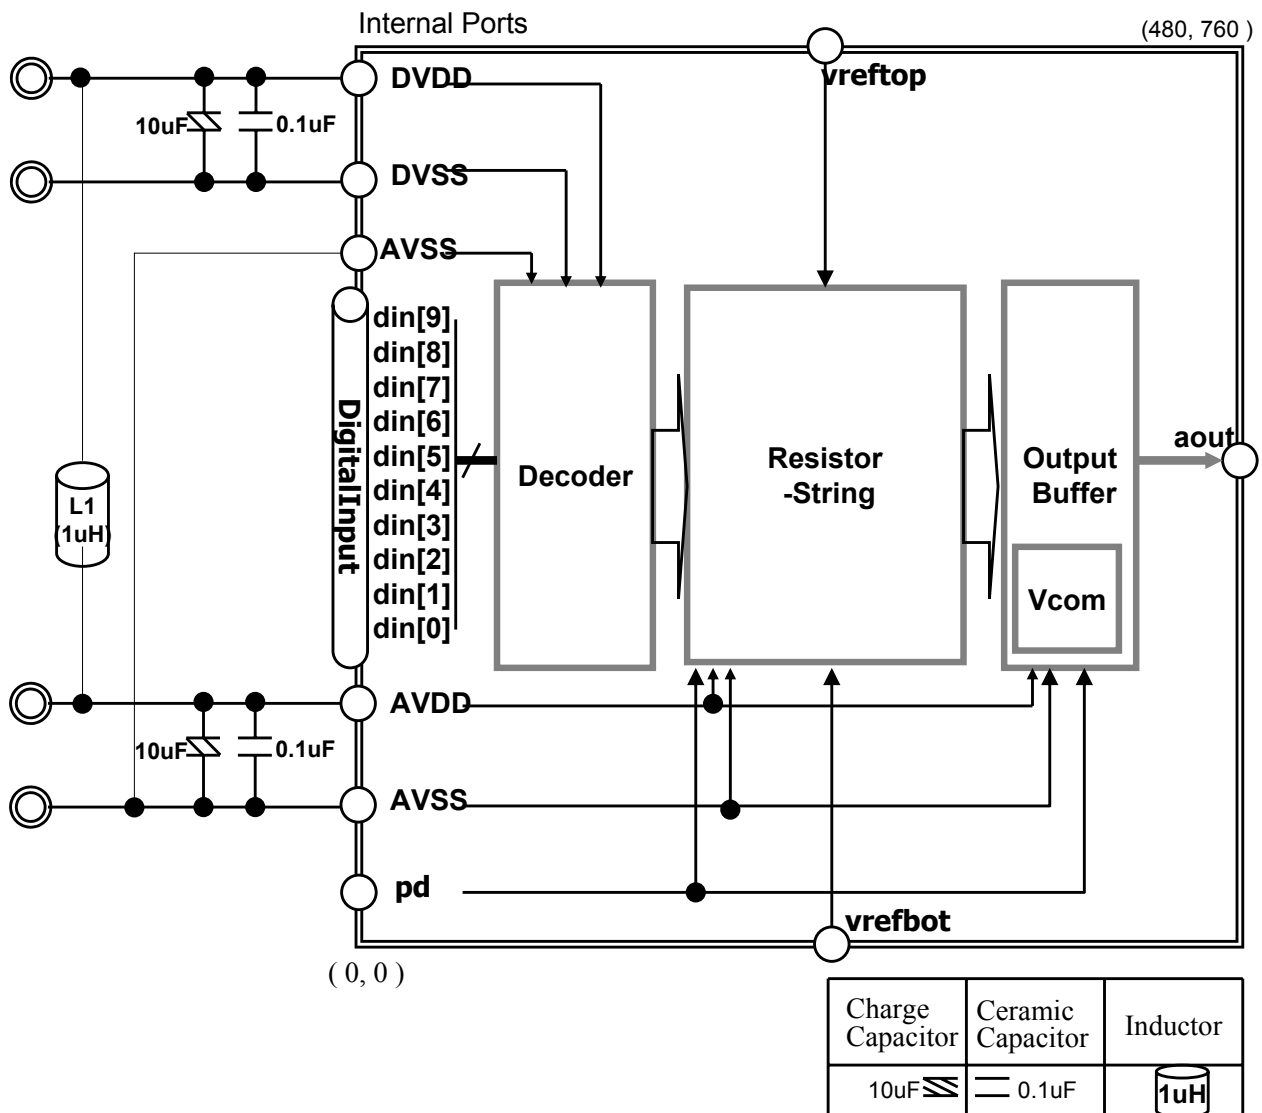 Internal Ports
(480, 760 )
DVDD
vreftop
10uF
0.1uF
DVSS
AVSS
DigitalInput
din[9]
din[8]
din[7]
din[6]
din[5]
din[4]
din[3]
din[2]
din[1]
din[0]
Decoder
Resistor
-String
Output
Buffer
Vcom
aout
L1
(1uH)
AVDD
10uF
0.1uF
AVSS
pd
vrefbot
( 0, 0 )
Charge
Capacitor
Ceramic
Capacitor
Inductor
10uF
0.1uF
1uH